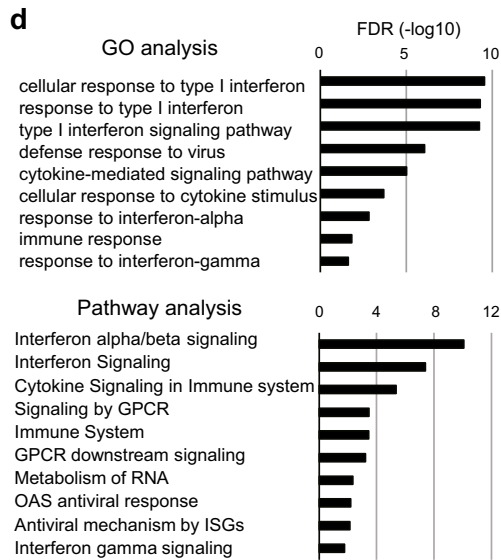 d
GO analysis
FDR (-log10)
0 5 10
cellular response to type I interferon
response to type I interferon
type I interferon signaling pathway
defense response to virus
cytokine-mediated signaling pathway
cellular response to cytokine stimulus
response to interferon-alpha
immune response
response to interferon-gamma
Pathway analysis
0 4 8 12
Interferon alpha/beta signaling
Interferon Signaling
Cytokine Signaling in Immune system
Signaling by GPCR
Immune System
GPCR downstream signaling
Metabolism of RNA
OAS antiviral response
Antiviral mechanism by ISGs
Interferon gamma signaling